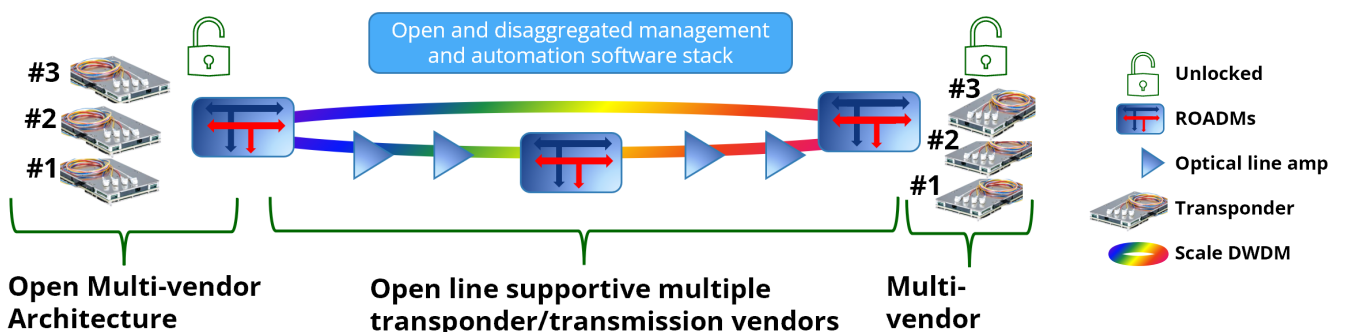 Open and disaggregated management
and automation software stack
#3
#2
#1
#3
#2
#1
Unlocked
ROADMs
Optical line amp
Transponder
Scale DWDM
Open Multi-vendor
Architecture
Open line supportive multiple
transponder/transmission vendors
Multi-
vendor